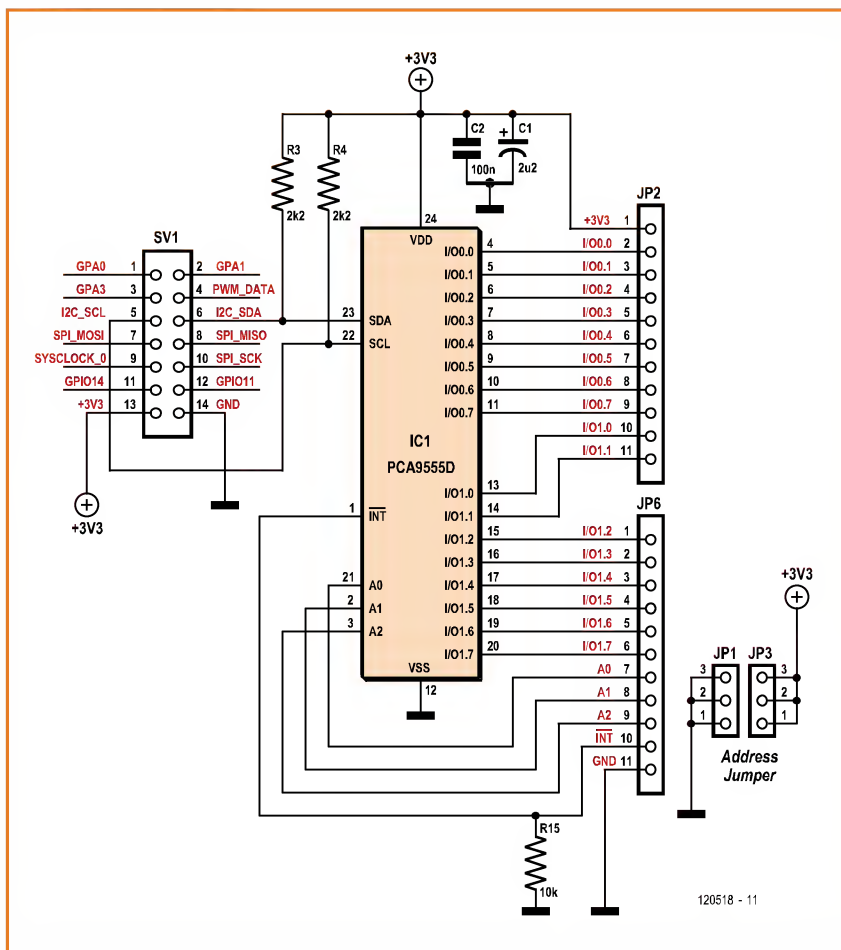 +3V3
R3
2k2
R4
2k2
C2
100n
+
C1
2u2
SV1
GPA0 1 2 GPA1
GPA3 3 4 PWM_DATA
I2C_SCL 5 6 I2C_SDA
SPI_MOSI 7 8 SPI_MISO
SYSCLOCK_0 9 10 SPI_SCK
GPIO14 11 12 GPIO11
+3V3 13 14 GND
+3V3
24
VDD
23 SDA
22 SCL
IC1
PCA9555D
1 INT
21 A0
2 A1
3 A2
VSS
12
I/O0.0 4
I/O0.1 5
I/O0.2 6
I/O0.3 7
I/O0.4 8
I/O0.5 9
I/O0.6 10
I/O0.7 11
I/O1.0 13
I/O1.1 14
I/O1.2 15
I/O1.3 16
I/O1.4 17
I/O1.5 18
I/O1.6 19
I/O1.7 20
JP2
+3V3 1
I/O0.0 2
I/O0.1 3
I/O0.2 4
I/O0.3 5
I/O0.4 6
I/O0.5 7
I/O0.6 8
I/O0.7 9
I/O1.0 10
I/O1.1 11
JP6
I/O1.2 1
I/O1.3 2
I/O1.4 3
I/O1.5 4
I/O1.6 5
I/O1.7 6
A0 7
A1 8
A2 9
INT 10
GND 11
R15
10k
+3V3
JP1 JP3
3 3
2 2
1 1
Address
Jumper
120518 - 11